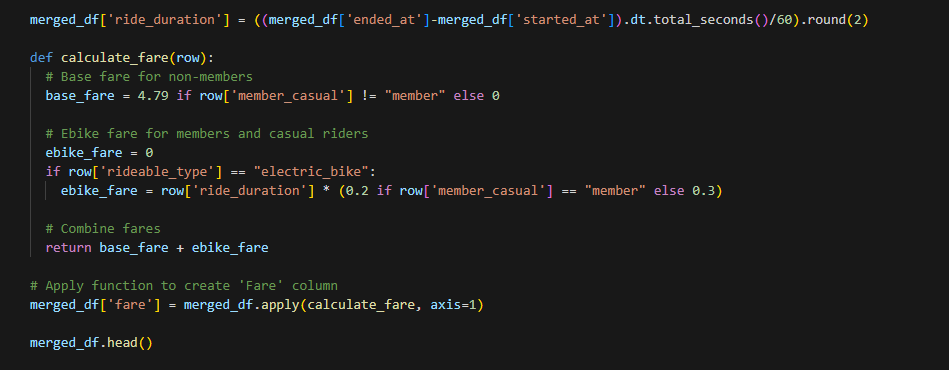 merged_df['ride_duration'] = ((merged_df['ended_at']-merged_df['started_at']).dt.total_seconds()/60).round(2)
def calculate_fare(row):
# Base fare for non-members
base_fare = 4.79 if row['member_casual'] != "member" else 0
# Ebike fare for members and casual riders
ebike_fare = 0
if row['rideable_type'] == "electric_bike":
ebike_fare = row['ride_duration'] * (0.2 if row['member_casual'] == "member" else 0.3)
# Combine fares
return base_fare + ebike_fare
# Apply function to create 'Fare' column
merged_df['fare'] = merged_df.apply(calculate_fare, axis=1)
merged_df.head()